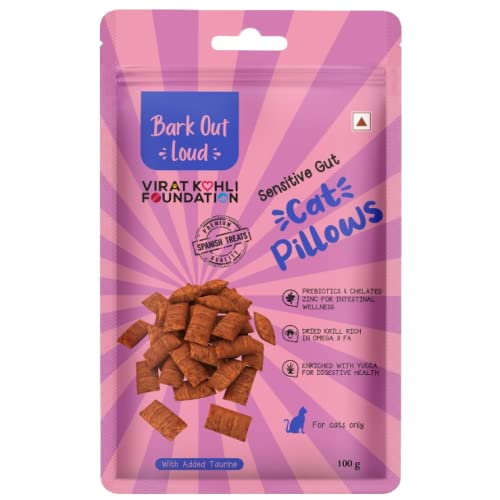 Bark Out
Loud
VIRAT KOHLI
FOUNDATION
PREMIUM
SPANISH TREATS
QUALITY
Sensitive Gut
Cat
Pillows
PREBIOTICS & CHELATED
ZINC FOR INTESTINAL
WELLNESS
DRIED KRILL RICH
IN OMEGA 3 FA
ENRICHED WITH YUCCA
FOR DIGESTIVE HEALTH
For cats only
With Added Taurine
100 g